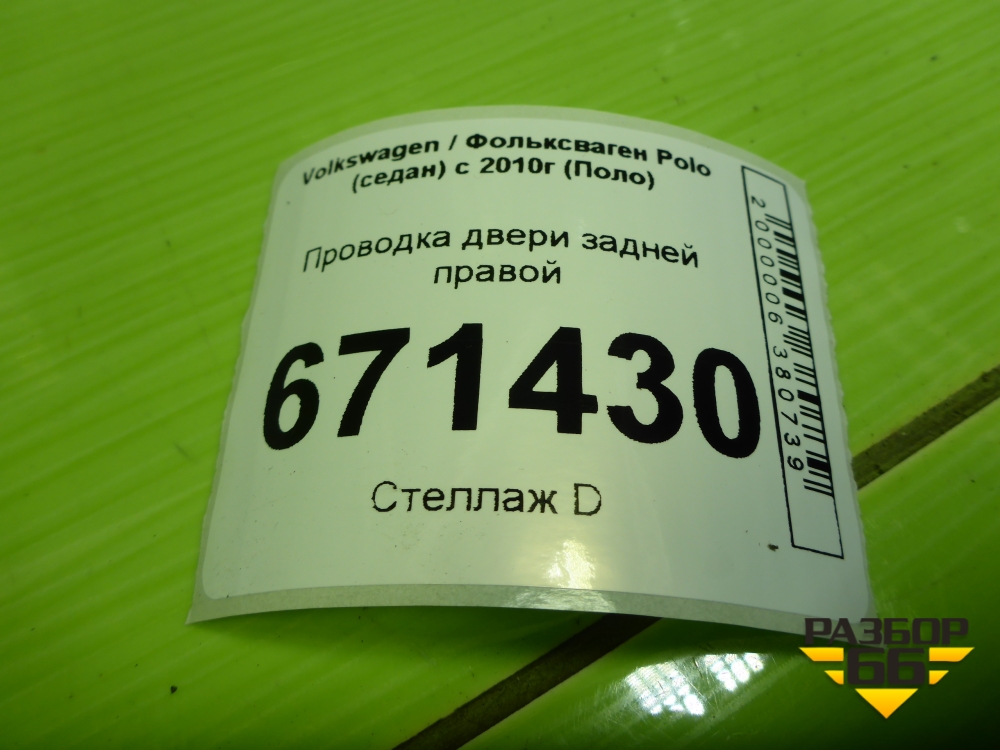 Volkswagen / Фольксваген Polo
(седан) с 2010г (Поло)
Проводка двери задней
правой
671430
Стеллаж D
2000006380739
РАЗБОР
66